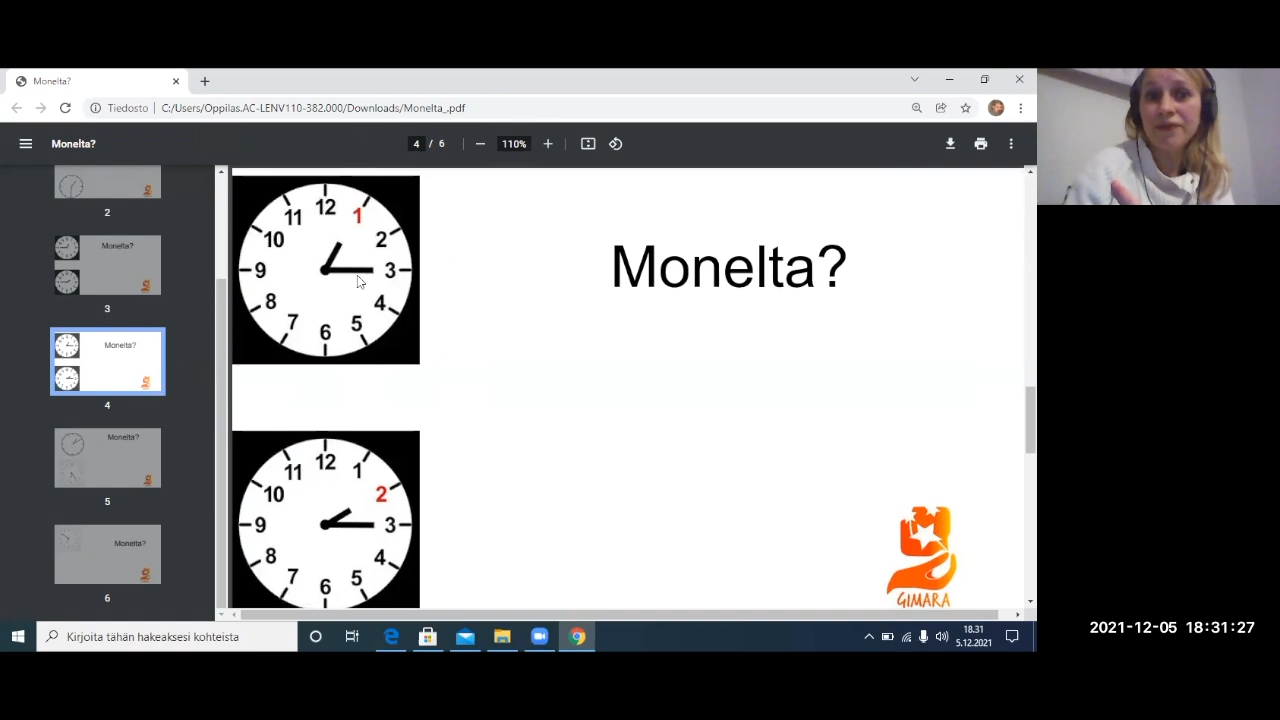 Monelta?
Tiedosto C:/Users/Oppilas.AC-LENV110-382.000/Downloads/Monelta_.pdf
Monelta?
4 / 6
110%
2
Monelta?
3
Monelta?
4
Monelta?
5
Monelta?
6
12
11 1
10 2
9 3
8 4
7 5
6
Monelta?
12
11 1
10 2
9 3
8 4
7 5
6
GIMARA
Kirjoita tähän hakeaksesi kohteista
18.31
5.12.2021
2021-12-05 18:31:27